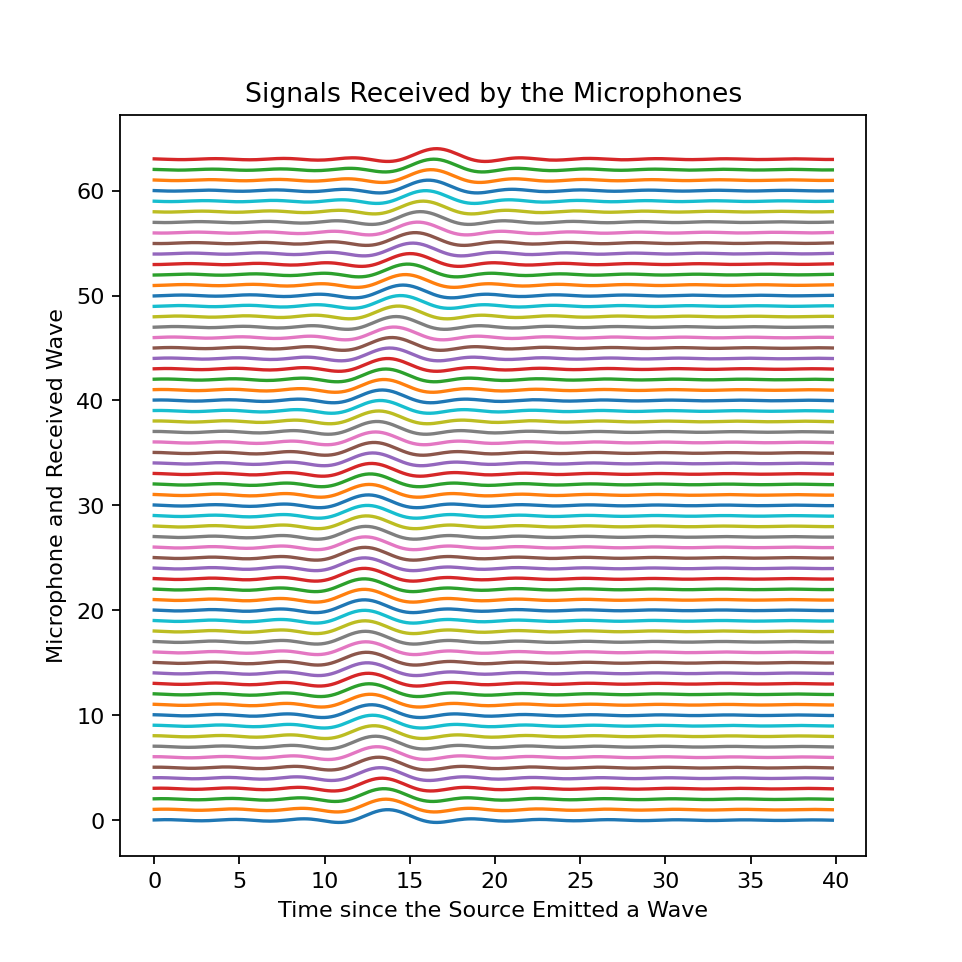 Signals Received by the Microphones
60
50
40
30
20
10
0
Microphone and Received Wave
0 5 10 15 20 25 30 35 40
Time since the Source Emitted a Wave